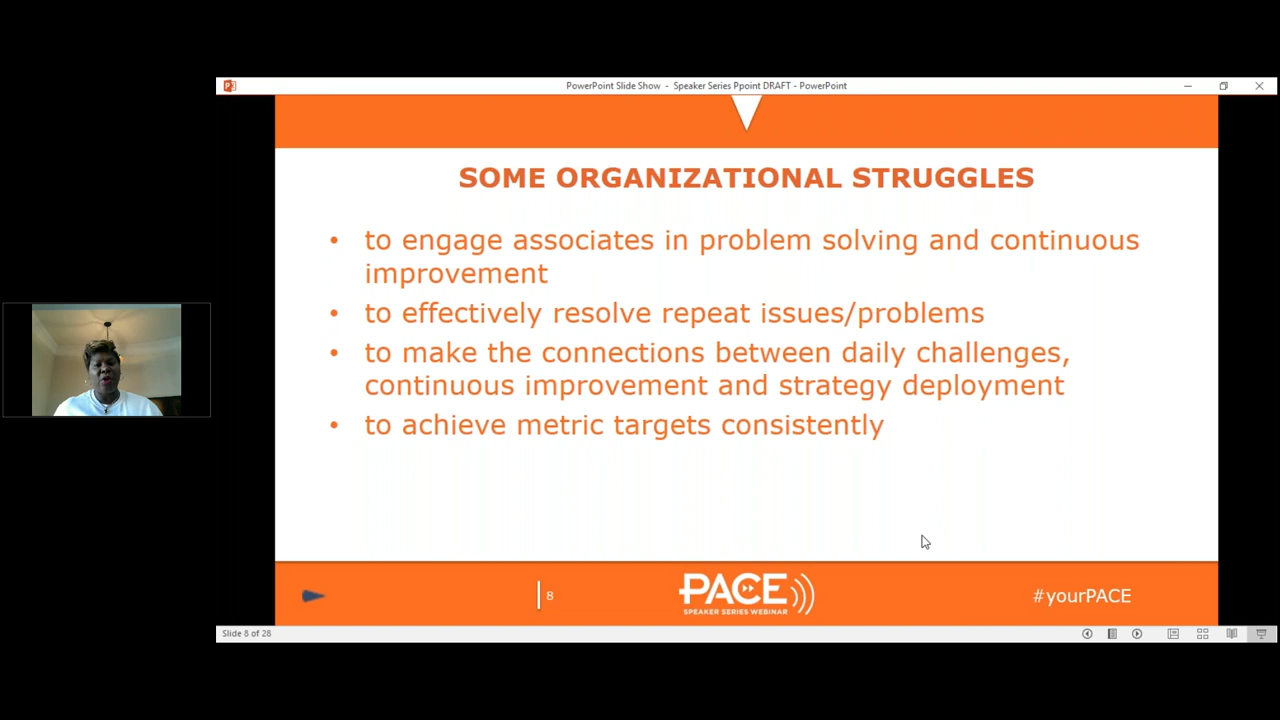 PowerPoint Slide Show - Speaker Series Ppoint DRAFT - PowerPoint
SOME ORGANIZATIONAL STRUGGLES
• to engage associates in problem solving and continuous
improvement
• to effectively resolve repeat issues/problems
• to make the connections between daily challenges,
continuous improvement and strategy deployment
• to achieve metric targets consistently
8
PACE
SPEAKER SERIES WEBINAR
#yourPACE
Slide 8 of 28